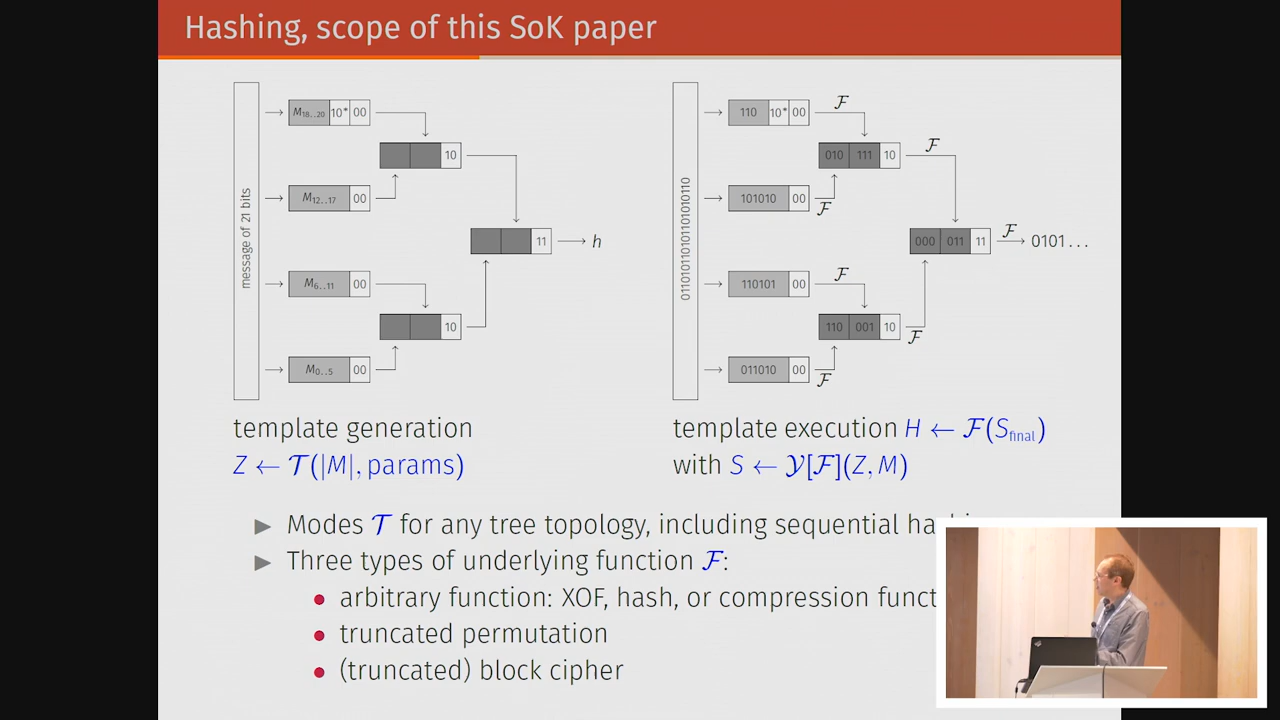 Hashing, scope of this SoK paper
message of 21 bits
M18..20 10* 00
10
M12..17 00
11 h
M6..11 00
10
M0..5 00
011010110101101101010110
110 10* 00 F
010 111 10 F
101010 00 F
000 011 11 F 0101...
110101 00 F
110 001 10 F
011010 00 F
template generation
Z ← T(|M|, params)
template execution H ← F(Sfinal)
with S ← Y[F](Z, M)
▶ Modes T for any tree topology, including sequential
▶ Three types of underlying function F:
• arbitrary function: XOF, hash, or compression
• truncated permutation
• (truncated) block cipher